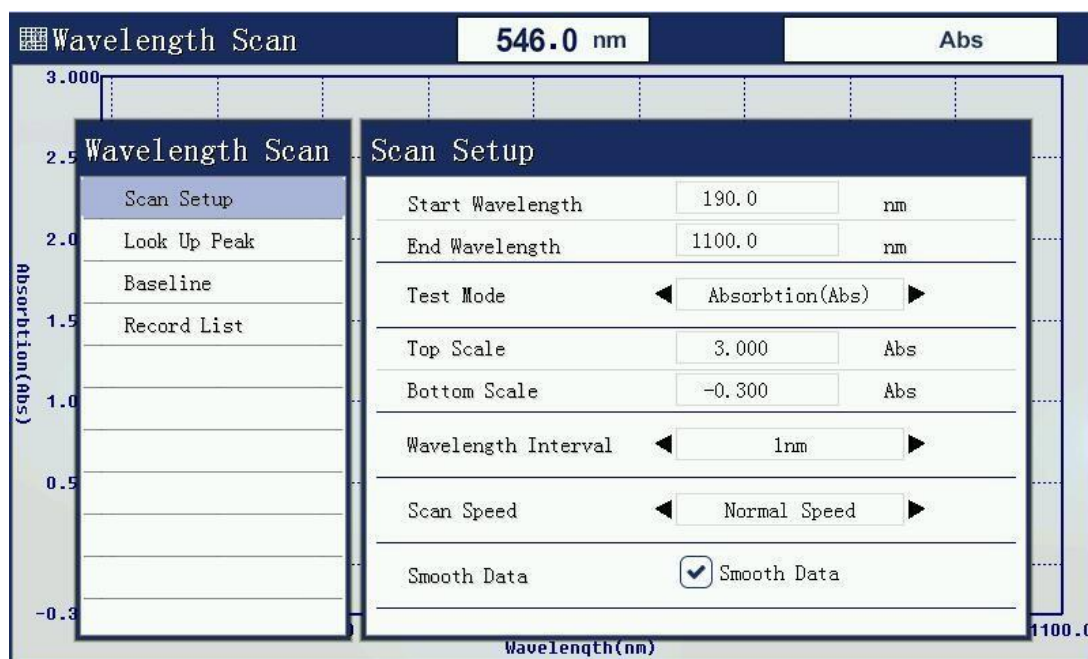 Wavelength Scan 546.0 nm Abs
3.000
2.5
2.0
1.5
1.0
0.5
-0.3
Absorbtion(Abs)
Wavelength Scan
Scan Setup
Look Up Peak
Baseline
Record List
Scan Setup
Start Wavelength 190.0 nm
End Wavelength 1100.0 nm
Test Mode Absorbtion(Abs)
Top Scale 3.000 Abs
Bottom Scale -0.300 Abs
Wavelength Interval 1nm
Scan Speed Normal Speed
Smooth Data Smooth Data
1100.0
Wavelength(nm)